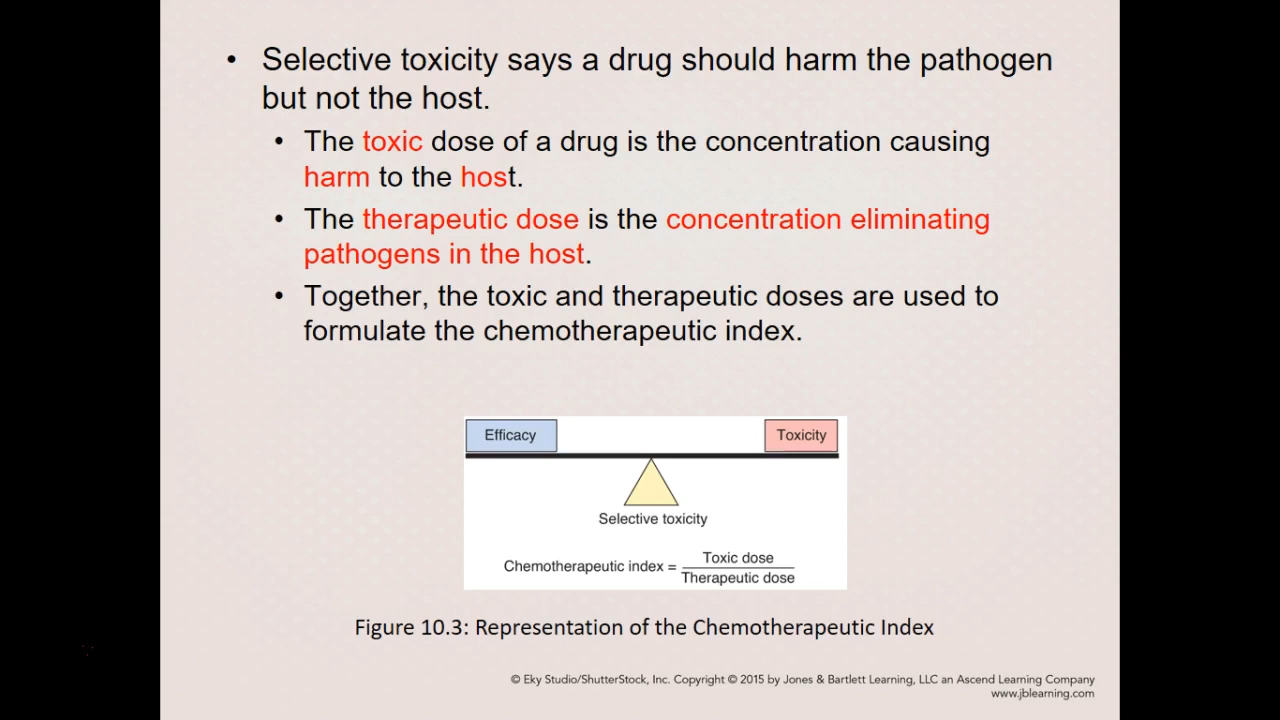 • Selective toxicity says a drug should harm the pathogen
but not the host.
• The toxic dose of a drug is the concentration causing
harm to the host.
• The therapeutic dose is the concentration eliminating
pathogens in the host.
• Together, the toxic and therapeutic doses are used to
formulate the chemotherapeutic index.
Efficacy
Toxicity
Selective toxicity
Chemotherapeutic index = Toxic dose
Therapeutic dose
Figure 10.3: Representation of the Chemotherapeutic Index
© Eky Studio/ShutterStock, Inc. Copyright © 2015 by Jones & Bartlett Learning, LLC an Ascend Learning Company
www.jblearning.com